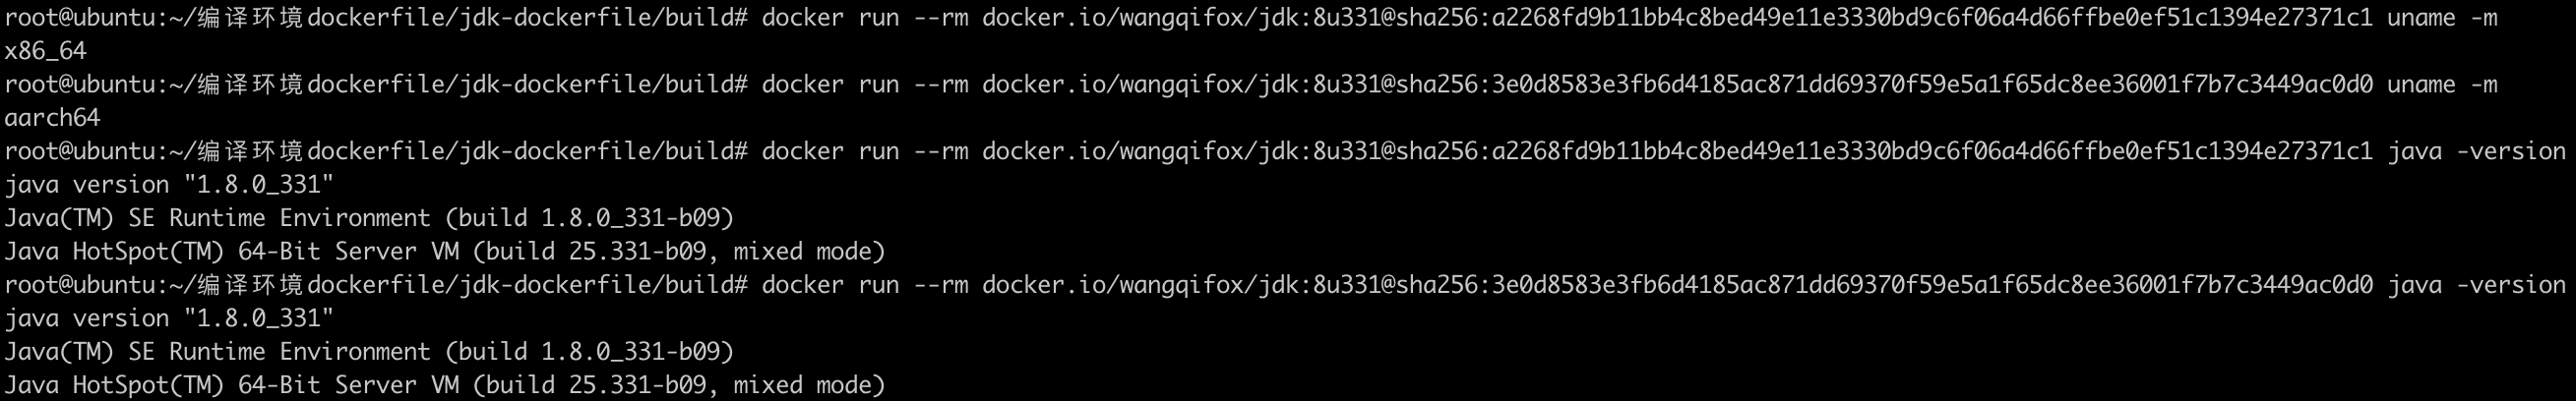 root@ubuntu:~/编译环境dockerfile/jdk-dockerfile/build# docker run --rm docker.io/wangqifox/jdk:8u331@sha256:a2268fd9b11bb4c8bed49e11e3330bd9c6f06a4d66ffbe0ef51c1394e27371c1 uname -m
x86_64
root@ubuntu:~/编译环境dockerfile/jdk-dockerfile/build# docker run --rm docker.io/wangqifox/jdk:8u331@sha256:3e0d8583e3fb6d4185ac871dd69370f59e5a1f65dc8ee36001f7b7c3449ac0d0 uname -m
aarch64
root@ubuntu:~/编译环境dockerfile/jdk-dockerfile/build# docker run --rm docker.io/wangqifox/jdk:8u331@sha256:a2268fd9b11bb4c8bed49e11e3330bd9c6f06a4d66ffbe0ef51c1394e27371c1 java -version
java version "1.8.0_331"
Java(TM) SE Runtime Environment (build 1.8.0_331-b09)
Java HotSpot(TM) 64-Bit Server VM (build 25.331-b09, mixed mode)
root@ubuntu:~/编译环境dockerfile/jdk-dockerfile/build# docker run --rm docker.io/wangqifox/jdk:8u331@sha256:3e0d8583e3fb6d4185ac871dd69370f59e5a1f65dc8ee36001f7b7c3449ac0d0 java -version
java version "1.8.0_331"
Java(TM) SE Runtime Environment (build 1.8.0_331-b09)
Java HotSpot(TM) 64-Bit Server VM (build 25.331-b09, mixed mode)